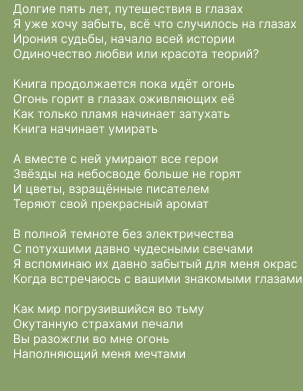 Долгие пять лет, путешествия в глазах
Я уже хочу забыть, всё что случилось на глазах
Ирония судьбы, начало всей истории
Одиночество любви или красота теорий?

Книга продолжается пока идёт огонь
Огонь горит в глазах оживляющих её
Как только пламя начинает затухать
Книга начинает умирать

А вместе с ней умирают все герои
Звёзды на небосводе больше не горят
И цветы, взращённые писателем
Теряют свой прекрасный аромат

В полной темноте без электричества
С потухшими давно чудесными свечами
Я вспоминаю их давно забытый для меня окрас
Когда встречаюсь с вашими знакомыми глазами

Как мир погрузившийся во тьму
Окутанную страхами печали
Вы разожгли во мне огонь
Наполняющий меня мечтами